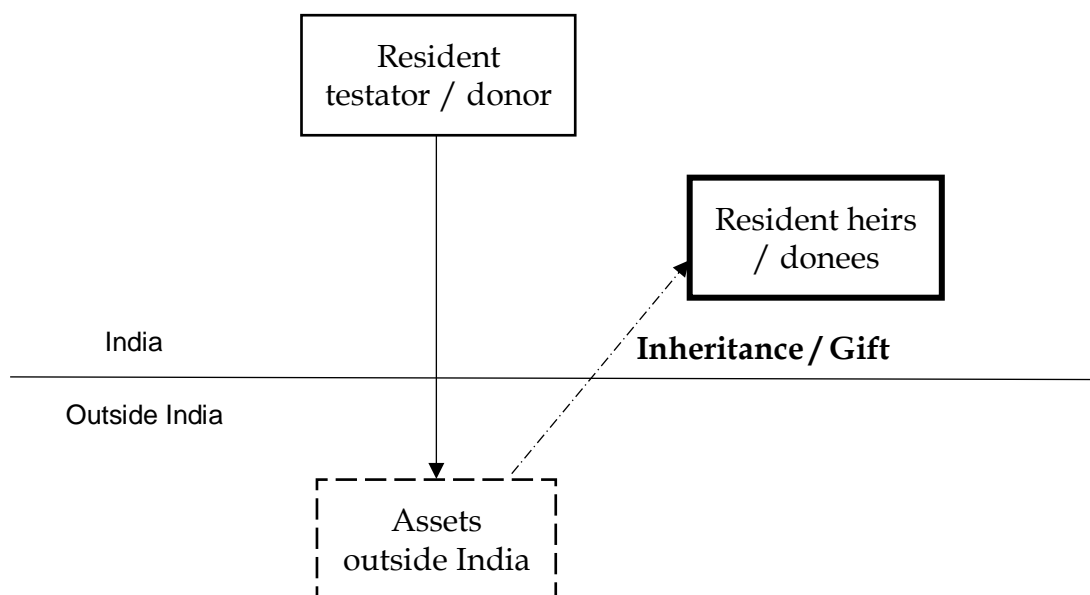 Resident
testator / donor
Resident heirs
/ donees
India
Inheritance / Gift
Outside India
Assets
outside India